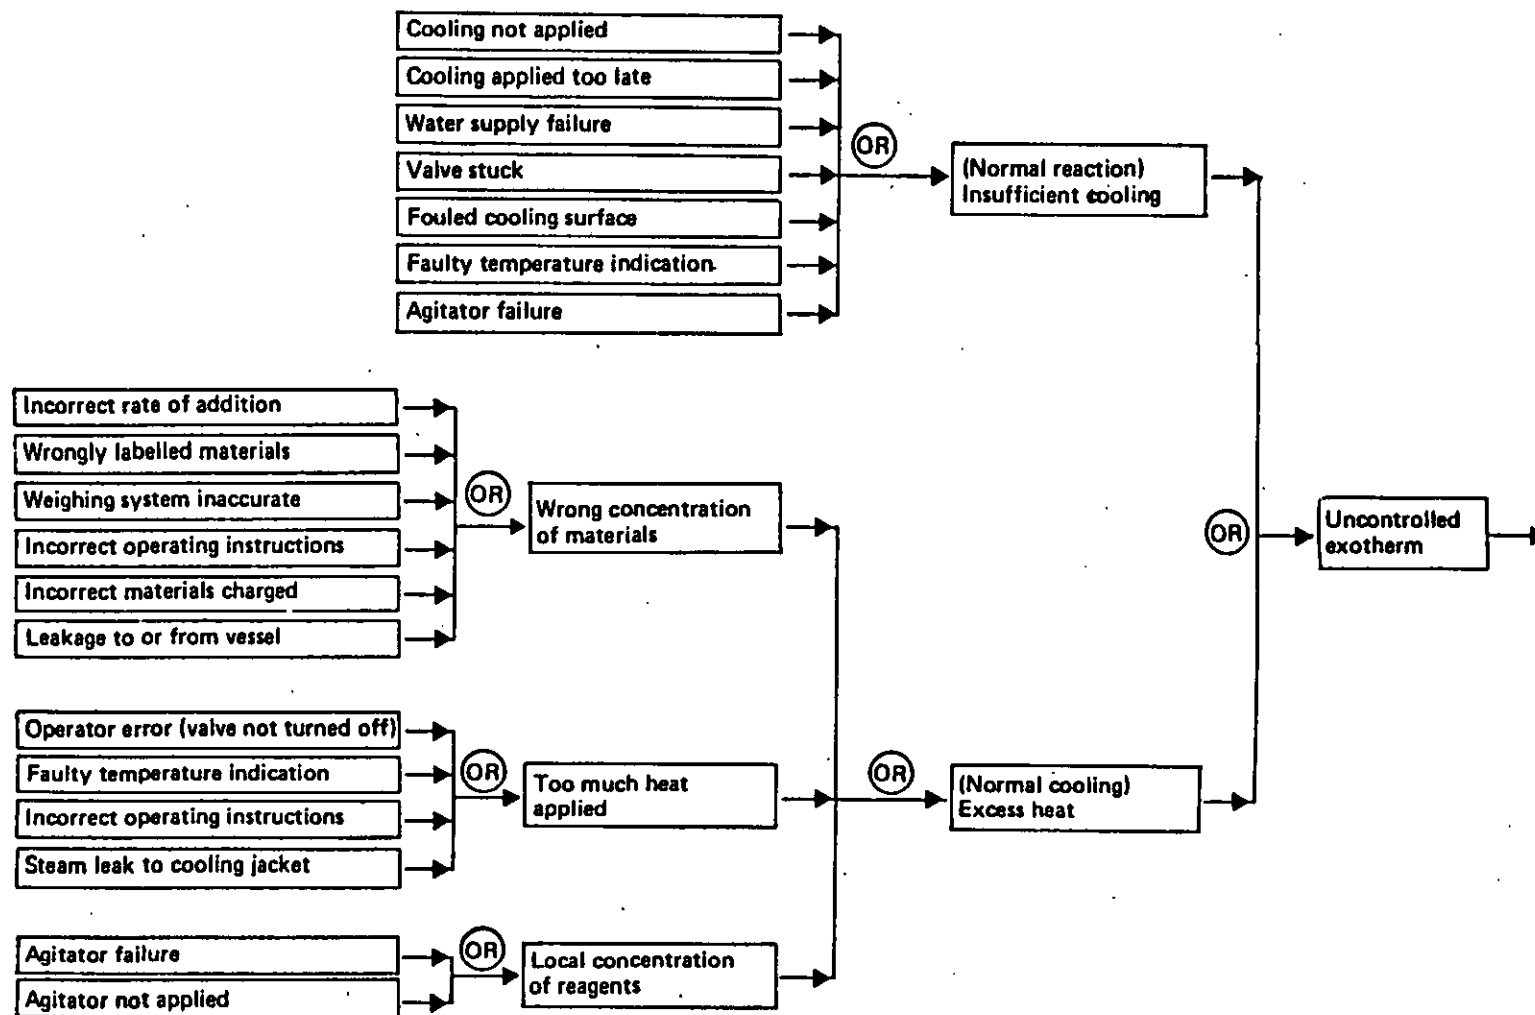 Cooling not applied
Cooling applied too late
Water supply failure
Valve stuck
Fouled cooling surface
Faulty temperature indication
Agitator failure
OR
(Normal reaction)
Insufficient cooling
Incorrect rate of addition
Wrongly labelled materials
Weighing system inaccurate
Incorrect operating instructions
Incorrect materials charged
Leakage to or from vessel
OR
Wrong concentration
of materials
Operator error (valve not turned off)
Faulty temperature indication
Incorrect operating instructions
Steam leak to cooling jacket
OR
Too much heat
applied
Agitator failure
Agitator not applied
OR
Local concentration
of reagents
OR
(Normal cooling)
Excess heat
OR
Uncontrolled
exotherm